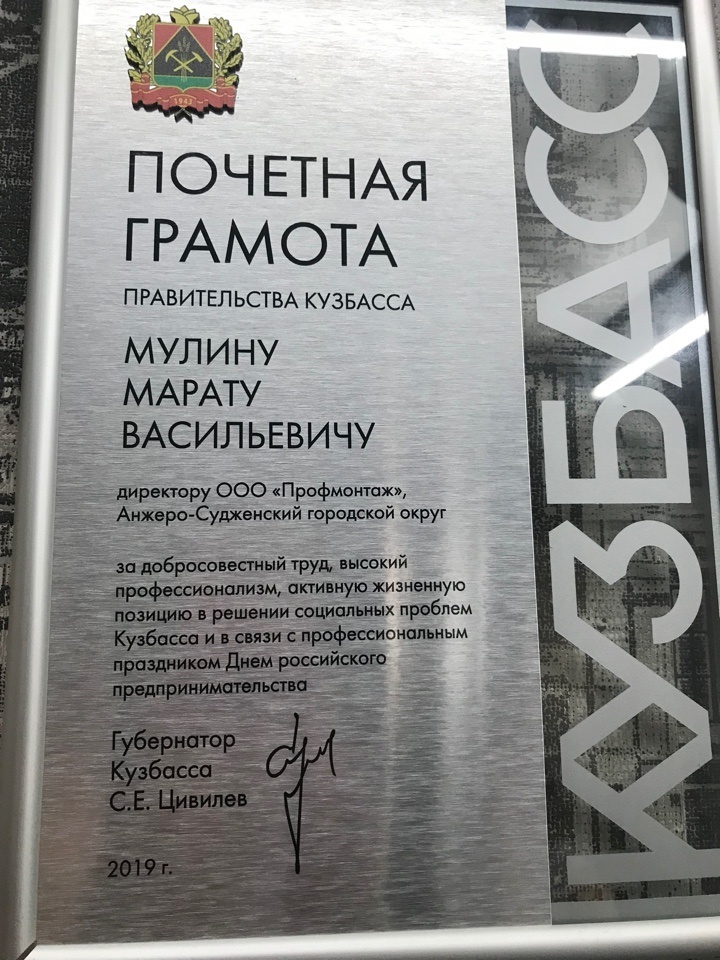 1943
ПОЧЕТНАЯ
ГРАМОТА
ПРАВИТЕЛЬСТВА КУЗБАССА
МУЛИНУ
МАРАТУ
ВАСИЛЬЕВИЧУ
директору ООО «Профмонтаж»,
Анжеро-Судженский городской округ
за добросовестный труд, высокий
профессионализм, активную жизненную
позицию в решении социальных проблем
Кузбасса и в связи с профессиональным
праздником Днем российского
предпринимательства
Губернатор
Кузбасса
С.Е. Цивилев
2019 г.
КУЗБАСС